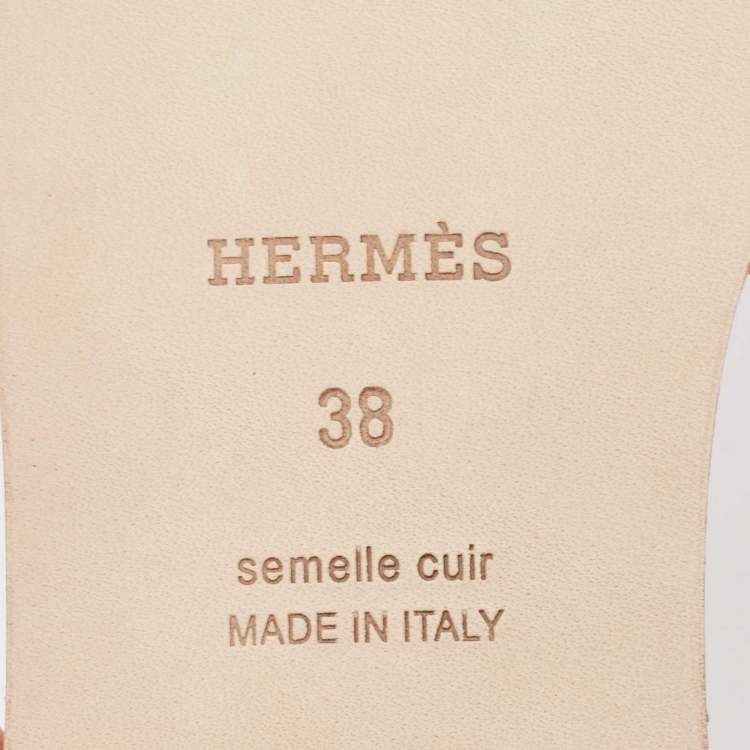 HERMÈS
38
semelle cuir
MADE IN ITALY